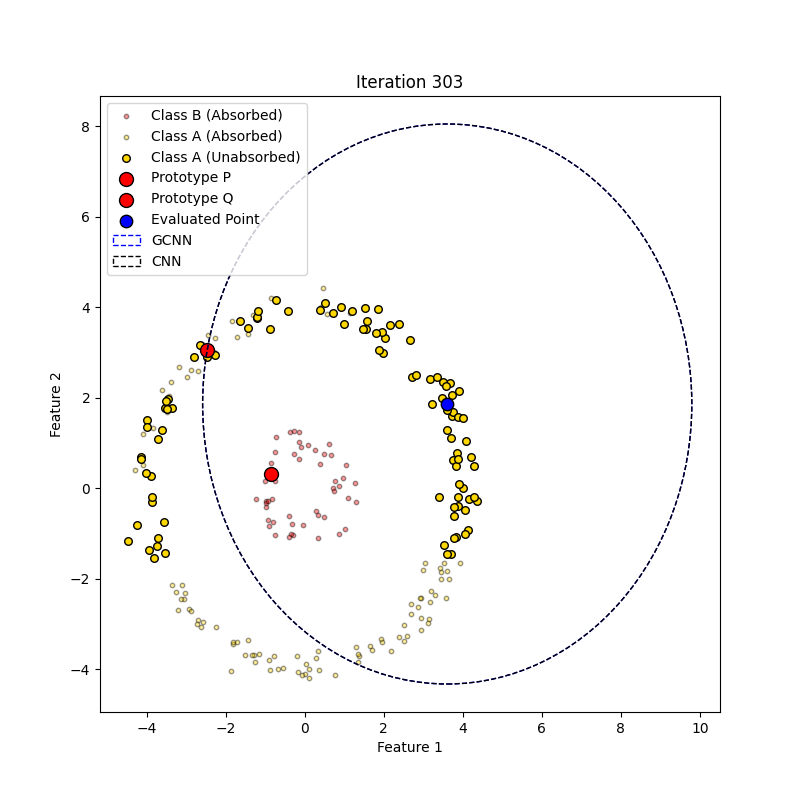 Iteration 303
Class B (Absorbed)
Class A (Absorbed)
Class A (Unabsorbed)
Prototype P
Prototype Q
Evaluated Point
GCNN
CNN
8
6
4
2
0
−2
−4
Feature 2
−4 −2 0 2 4 6 8 10
Feature 1